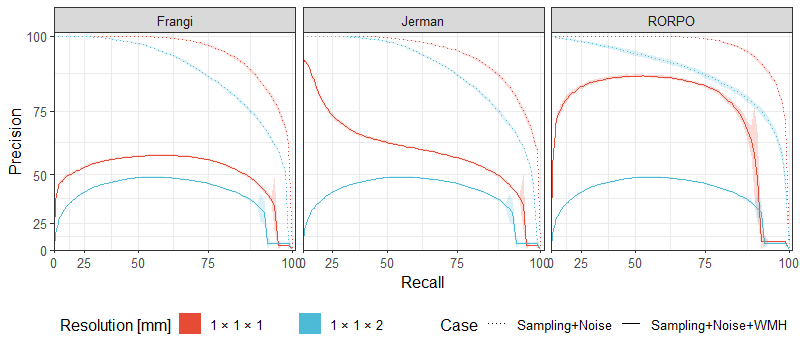 Frangi Jerman RORPO
Precision
100
75
50
25
0
0 25 50 75 100 0 25 50 75 100 0 25 50 75 100
Recall
Resolution [mm] 1 × 1 × 1 1 × 1 × 2 Case Sampling+Noise Sampling+Noise+WMH